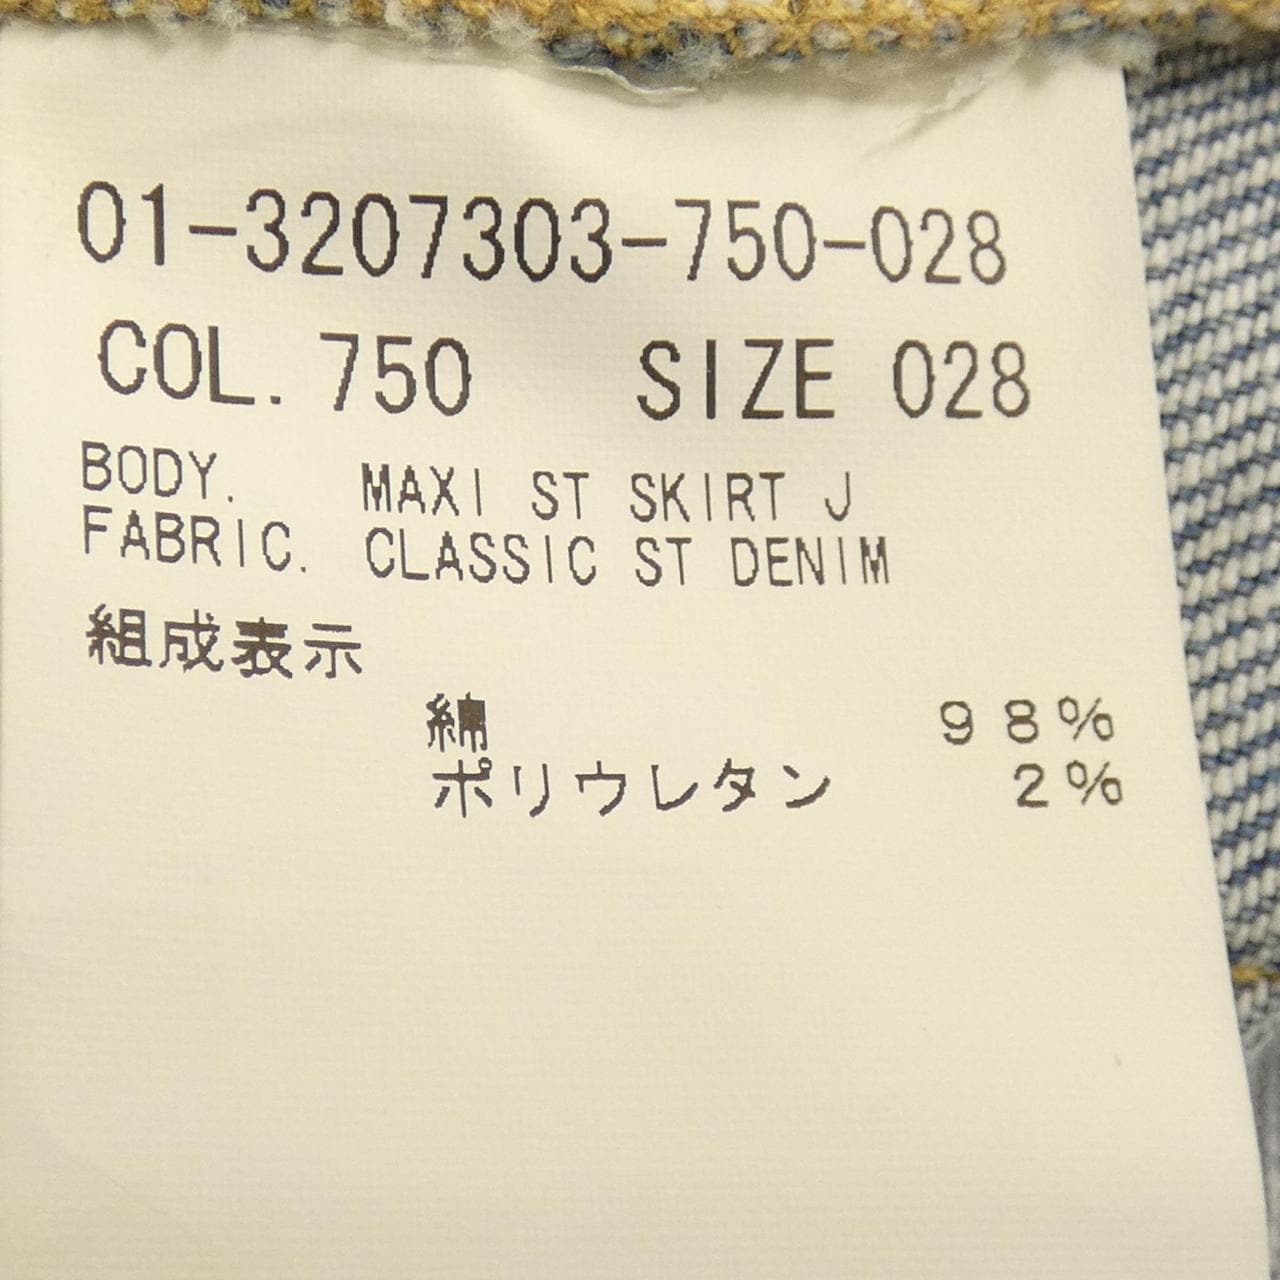 01-3207303-750-028
COL. 750 SIZE 028
BODY. MAXI ST SKIRT J
FABRIC. CLASSIC ST DENIM
組成表示
綿 98%
ポリウレタン 2%